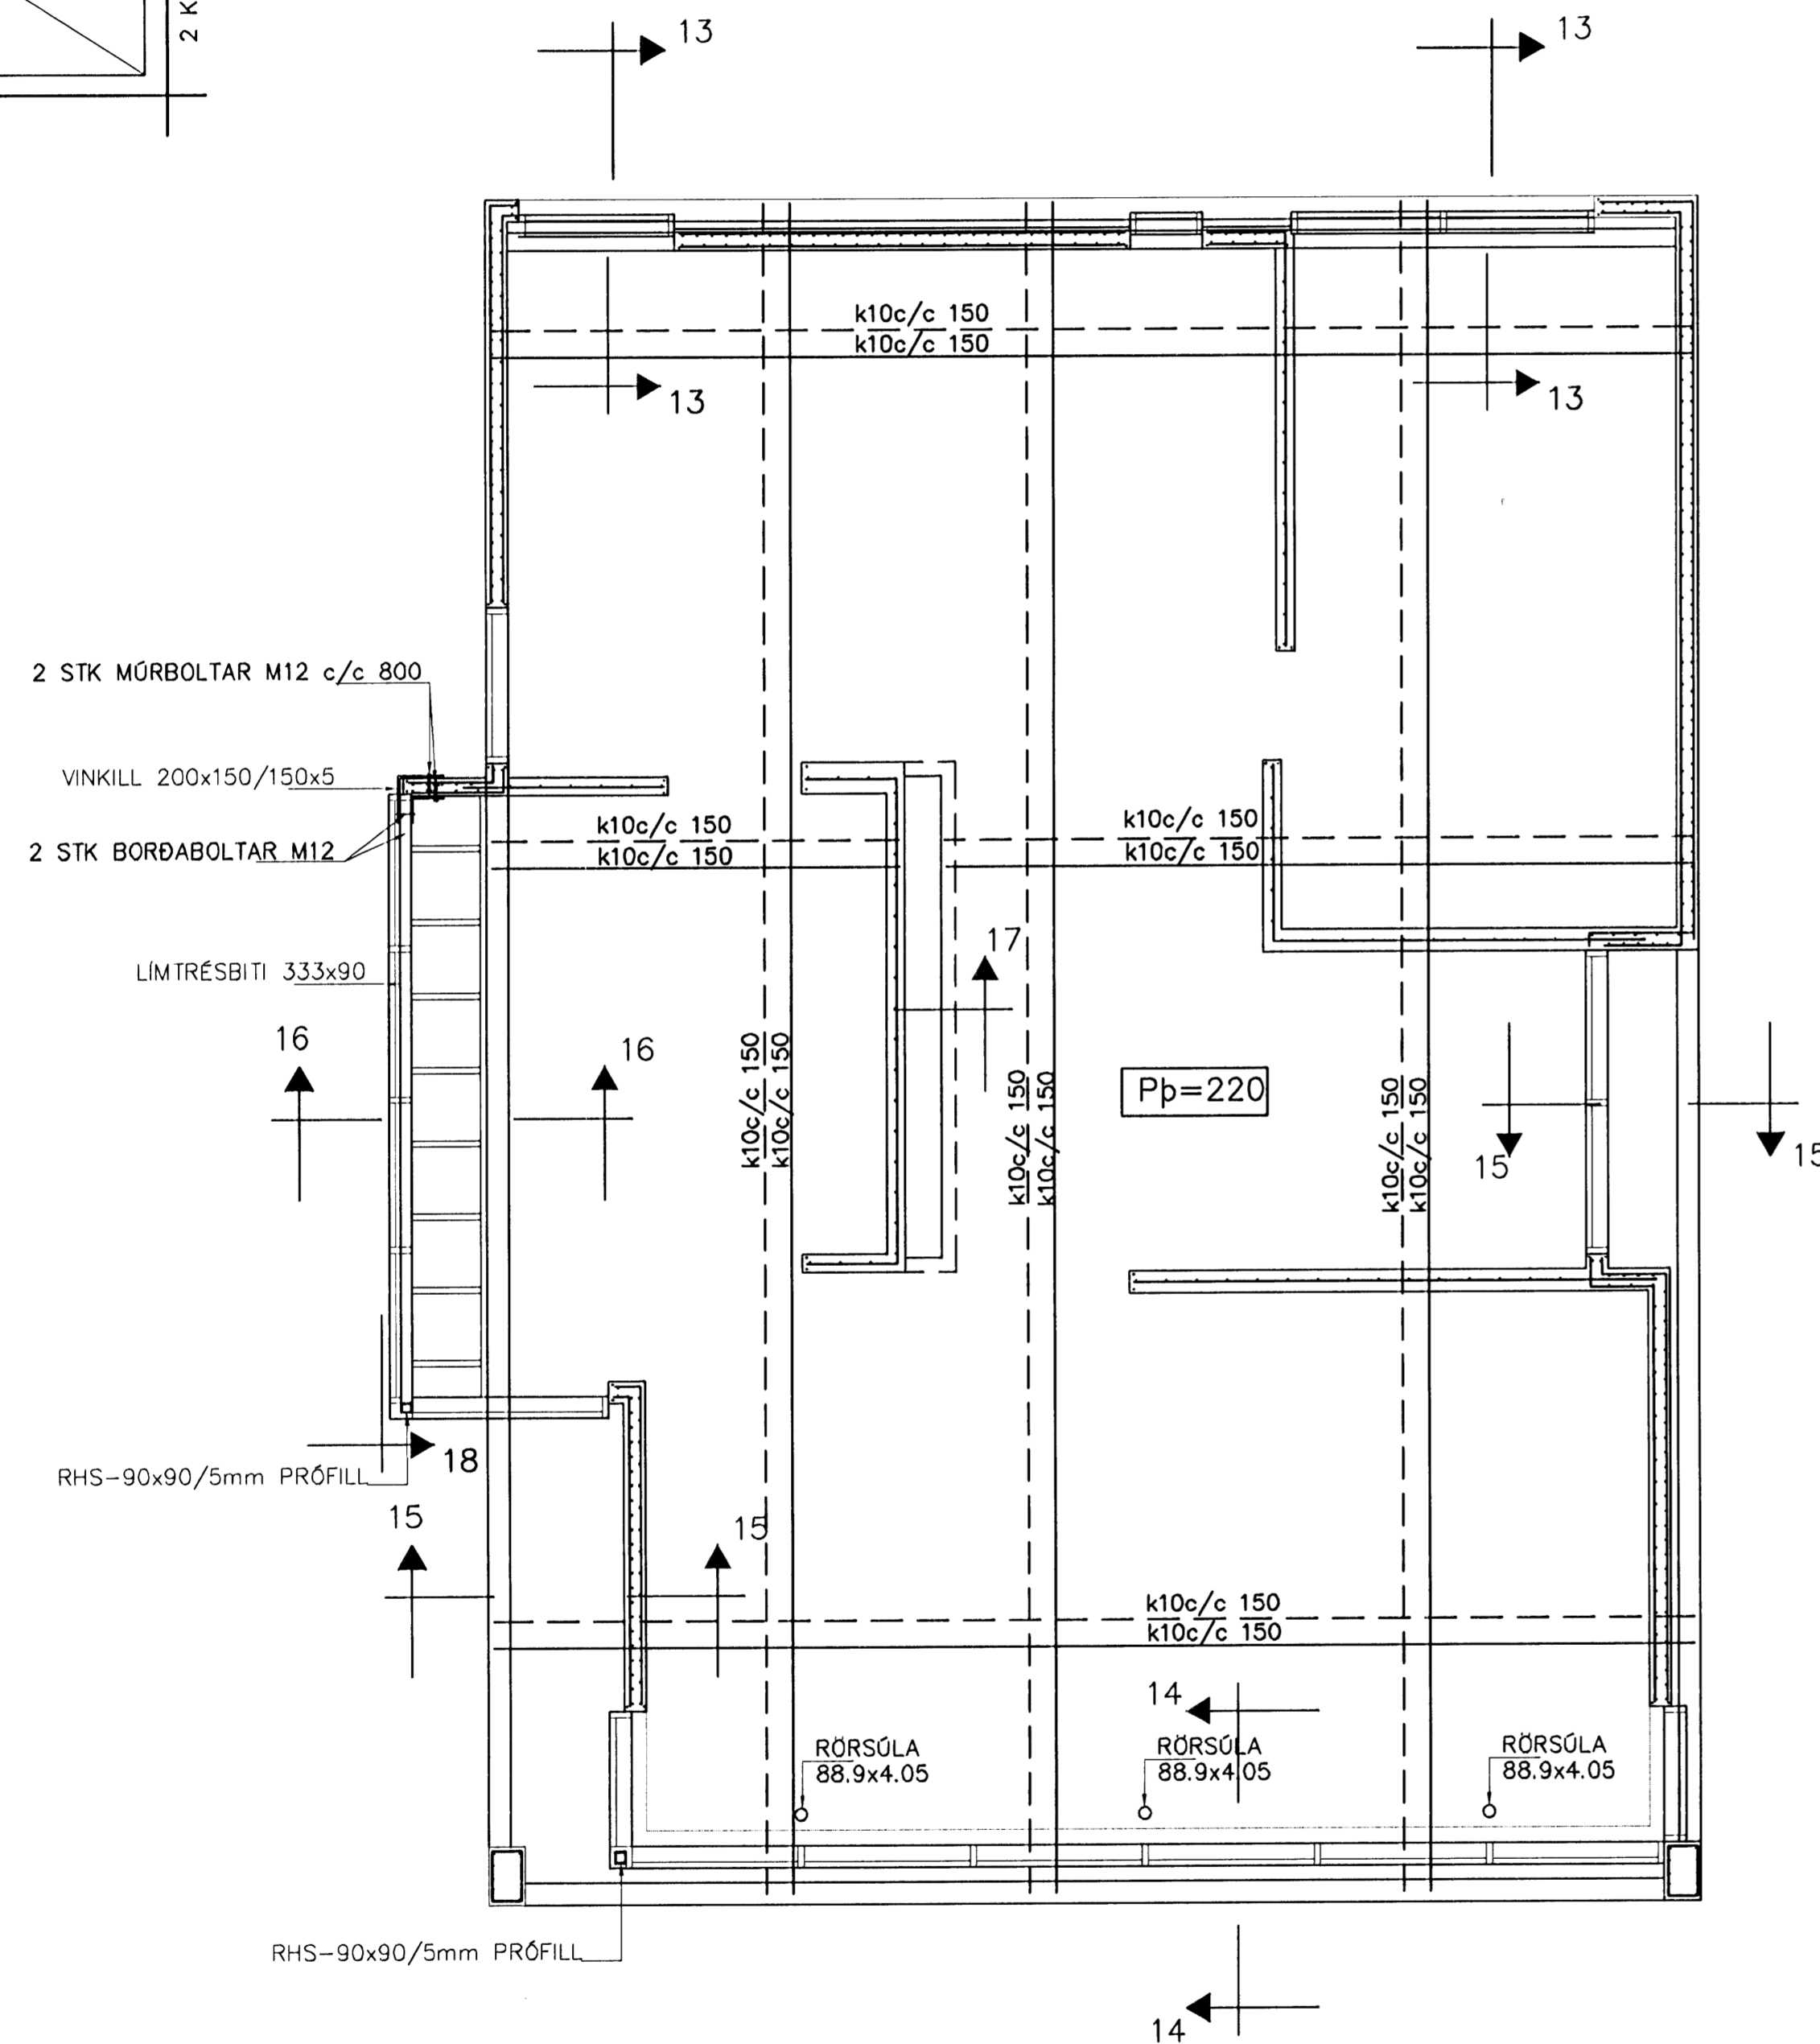 2 K
13
13
k10c/c 150
k10c/c 150
13
13
2 STK MÚRBOLTAR M12 c/c 800
VINKILL 200x150/150x5
k10c/c 150
k10c/c 150
k10c/c 150
k10c/c 150
2 STK BORÐABOLTAR M12
17
LÍMTRÉSBITI 333x90
16
16
k10c/c 150
k10c/c 150
k10c/c 150
k10c/c 150
Pþ=220
k10c/c 150
k10c/c 150
15
15
18
RHS-90x90/5mm PRÓFILL
15
15
k10c/c 150
k10c/c 150
14
RÖRSÚLA
88.9x4.05
RÖRSÚLA
88.9x4.05
RÖRSÚLA
88.9x4.05
RHS-90x90/5mm PRÓFILL
14